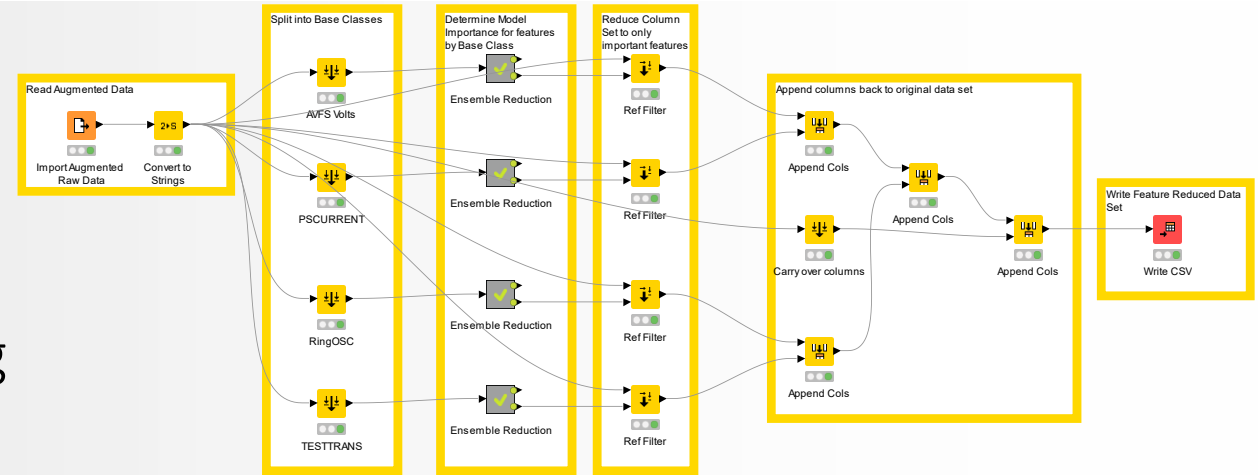 Read Augmented Data
Import Augmented
Raw Data
2▸S
Convert to
Strings
Split into Base Classes
AVFS Volts
PSCURRENT
RingOSC
TESTTRANS
Determine Model
Importance for features
by Base Class
Ensemble Reduction
Ensemble Reduction
Ensemble Reduction
Ensemble Reduction
Reduce Column
Set to only
important features
Ref Filter
Ref Filter
Ref Filter
Ref Filter
Append columns back to original data set
Append Cols
Append Cols
Carry over columns
Append Cols
Append Cols
Write Feature Reduced Data
Set
Write CSV
g